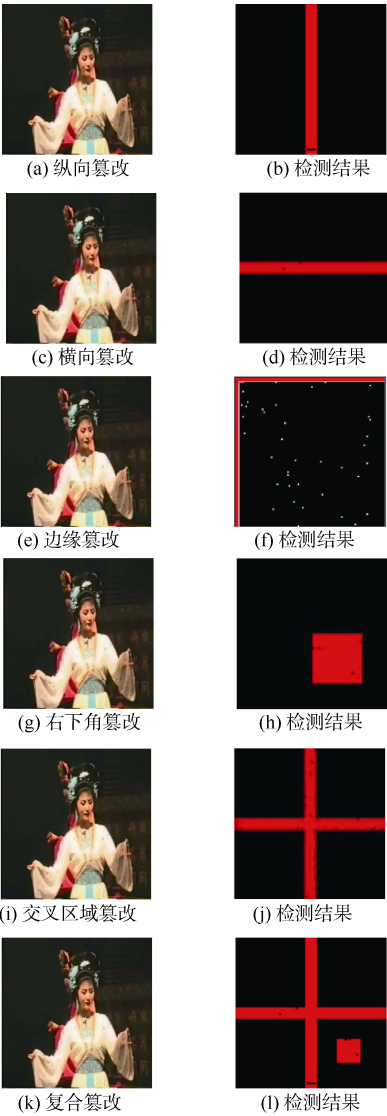 (a) 纵向篡改 (b) 检测结果
(c) 横向篡改 (d) 检测结果
(e) 边缘篡改 (f) 检测结果
(g) 右下角篡改 (h) 检测结果
(i) 交叉区域篡改 (j) 检测结果
(k) 复合篡改 (l) 检测结果